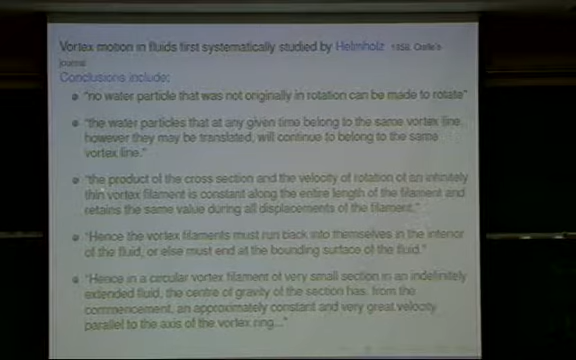 Vortex motion in fluids first systematically studied by Helmholz 1858, Crelle's
journal
Conclusions include:
"no water particle that was not originally in rotation can be made to rotate"
"the water particles that at any given time belong to the same vortex line,
however they may be translated, will continue to belong to the same
vortex line."
"the product of the cross section and the velocity of rotation of an infinitely
thin vortex filament is constant along the entire length of the filament and
retains the same value during all displacements of the filament."
"Hence the vortex filaments must run back into themselves in the interior
of the fluid, or else must end at the bounding surface of the fluid."
"Hence in a circular vortex filament of very small section in an indefinitely
extended fluid, the centre of gravity of the section has, from the
commencement, an approximately constant and very great velocity
parallel to the axis of the vortex ring..."